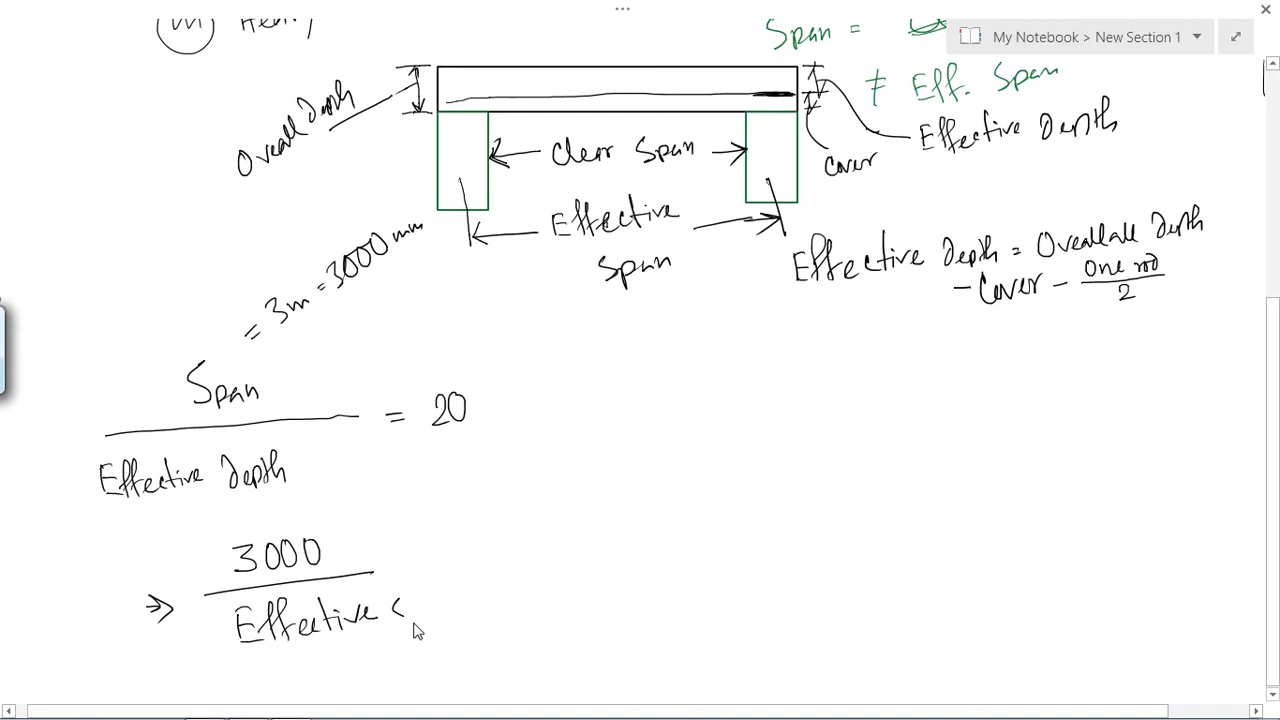 Span =
My Notebook > New Section 1
≠ Eff. Span
Overall Depth
Clear Span
Cover
Effective Depth
Effective Span
Effective Depth = Oveallall Depth
- Cover - One rod / 2
= 3m = 3000 mm
Span / Effective Depth = 20
⇒ 3000 / Effective